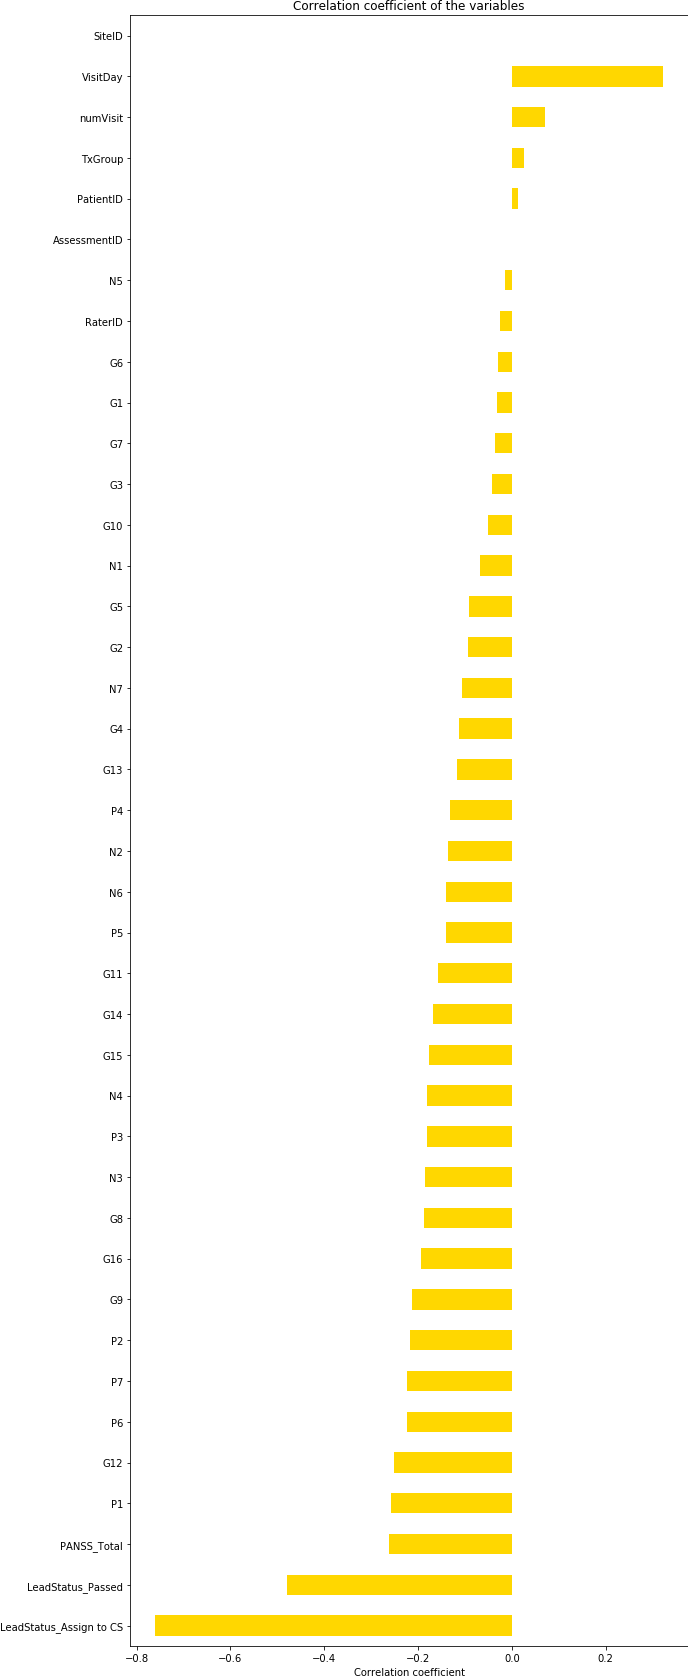 Correlation coefficient of the variables
SiteID
VisitDay
numVisit
TxGroup
PatientID
AssessmentID
N5
RaterID
G6
G1
G7
G3
G10
N1
G5
G2
N7
G4
G13
P4
N2
N6
P5
G11
G14
G15
N4
P3
N3
G8
G16
G9
P2
P7
P6
G12
P1
PANSS_Total
LeadStatus_Passed
LeadStatus_Assign to CS
−0.8 −0.6 −0.4 −0.2 0.0 0.2
Correlation coefficient